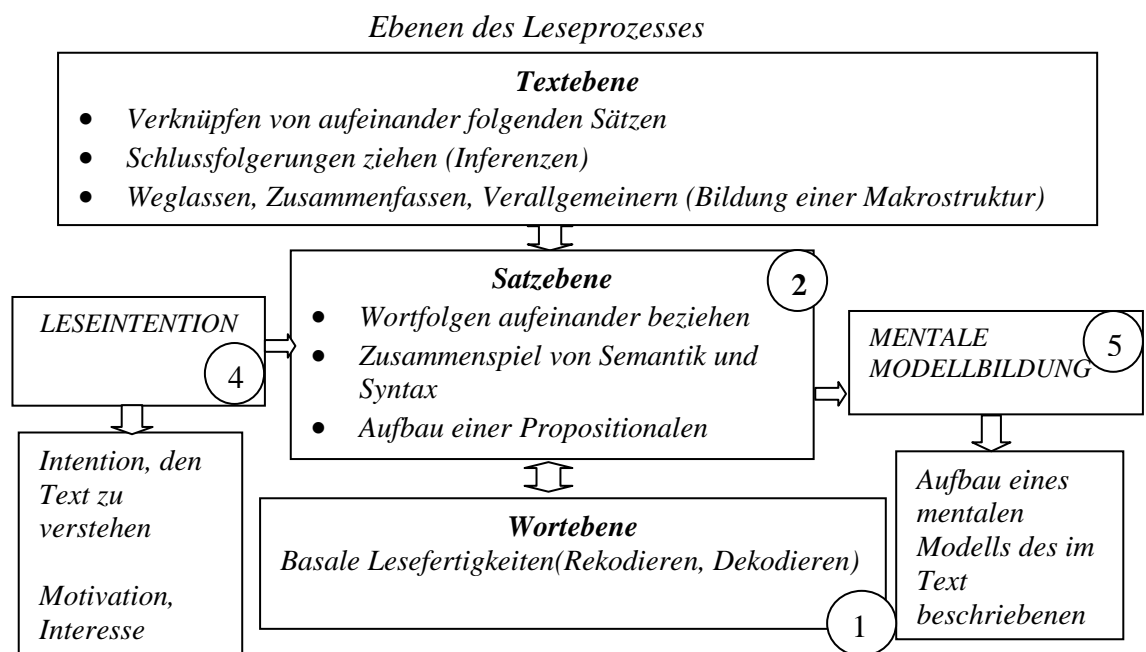 Ebenen des Leseprozesses
Textebene
• Verknüpfen von aufeinander folgenden Sätzen
• Schlussfolgerungen ziehen (Inferenzen)
• Weglassen, Zusammenfassen, Verallgemeinern (Bildung einer Makrostruktur)
Satzebene
2
• Wortfolgen aufeinander beziehen
• Zusammenspiel von Semantik und
Syntax
• Aufbau einer Propositionalen
LESEINTENTION
4
MENTALE
MODELLBILDUNG
5
Intention, den
Text zu
verstehen
Motivation,
Interesse
Wortebene
Basale Lesefertigkeiten(Rekodieren, Dekodieren)
1
Aufbau eines
mentalen
Modells des im
Text
beschriebenen